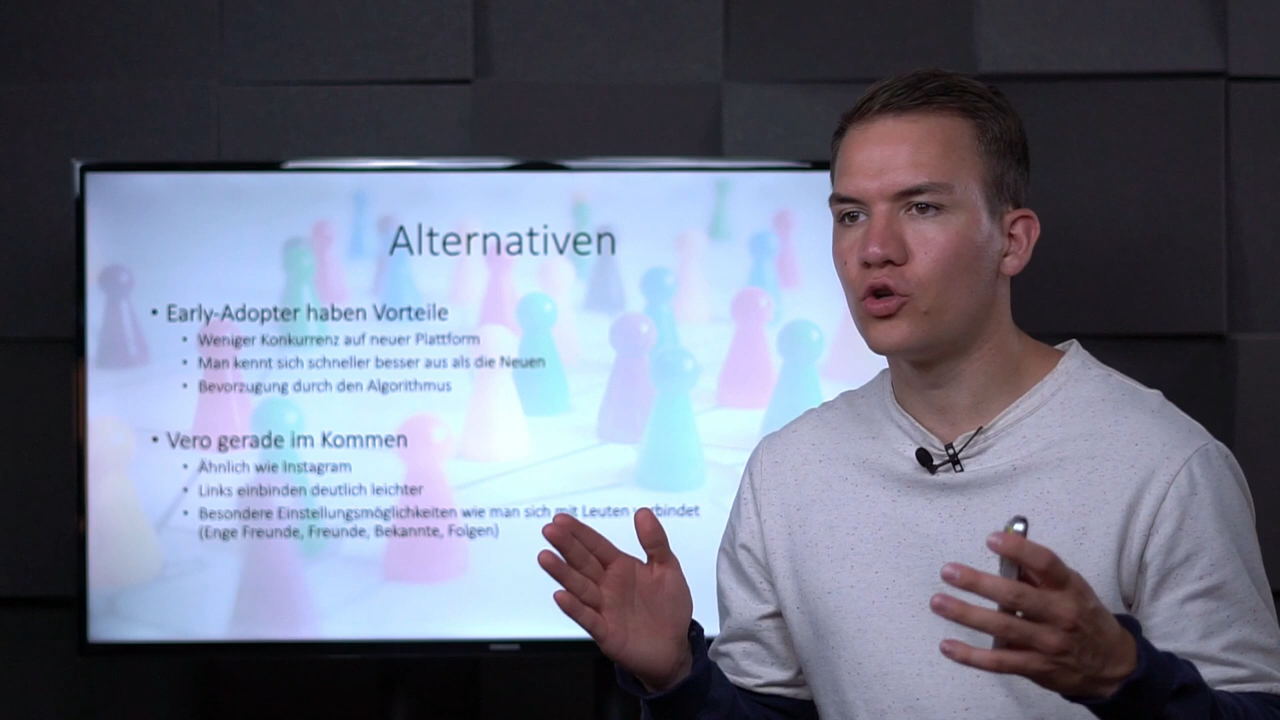 Alternativen
• Early-Adopter haben Vorteile
• Weniger Konkurrenz auf neuer Plattform
• Man kennt sich schneller besser aus als die Neuen
• Bevorzugung durch den Algorithmus
• Vero gerade im Kommen
• Ähnlich wie Instagram
• Links einbinden deutlich leichter
• Besondere Einstellungsmöglichkeiten wie man sich mit Leuten verbindet
(Enge Freunde, Freunde, Bekannte, Folgen)